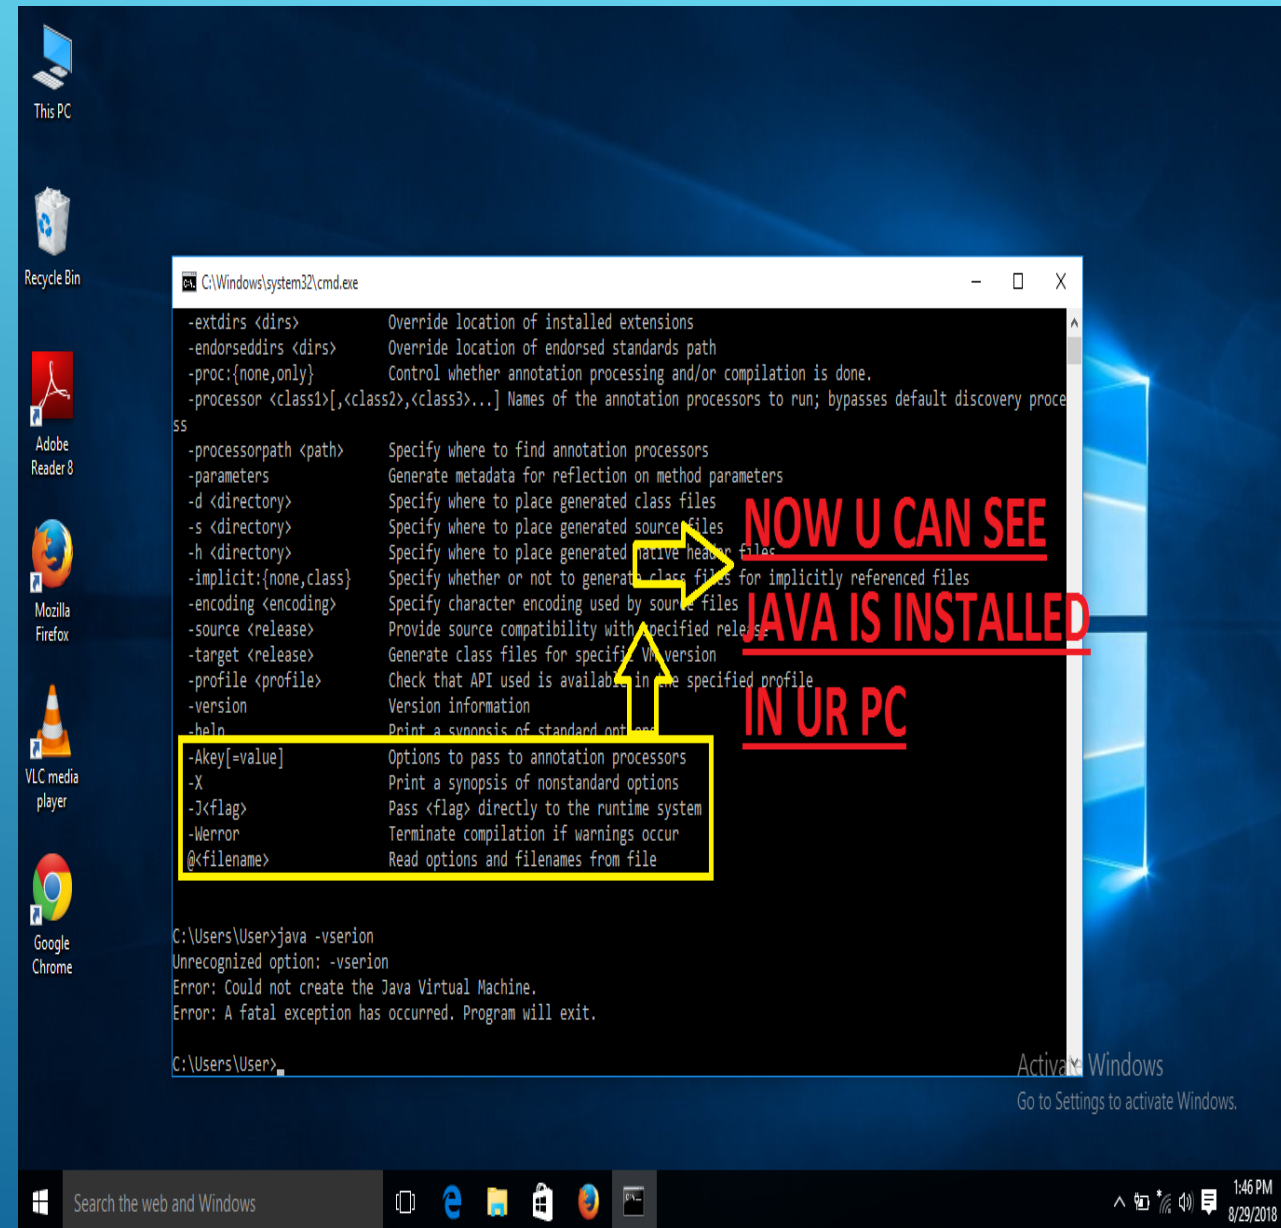 This PC
Recycle Bin
Adobe
Reader 8
Mozilla
Firefox
VLC media
player
Google
Chrome
C:\Windows\system32\cmd.exe
-extdirs <dirs> Override location of installed extensions
-endorseddirs <dirs> Override location of endorsed standards path
-proc:{none,only} Control whether annotation processing and/or compilation is done.
-processor <class1>[,<class2>,<class3>...] Names of the annotation processors to run; bypasses default discovery proce
ss
-processorpath <path> Specify where to find annotation processors
-parameters Generate metadata for reflection on method parameters
-d <directory> Specify where to place generated class files
-s <directory> Specify where to place generated source files
-h <directory> Specify where to place generated native header files
-implicit:{none,class} Specify whether or not to generate class files for implicitly referenced files
-encoding <encoding> Specify character encoding used by source files
-source <release> Provide source compatibility with specified release
-target <release> Generate class files for specific VM version
-profile <profile> Check that API used is available in the specified profile
-version Version information
-help Print a synopsis of standard options
-Akey[=value] Options to pass to annotation processors
-X Print a synopsis of nonstandard options
-J<flag> Pass <flag> directly to the runtime system
-Werror Terminate compilation if warnings occur
@<filename> Read options and filenames from file
C:\Users\User>java -vserion
Unrecognized option: -vserion
Error: Could not create the Java Virtual Machine.
Error: A fatal exception has occurred. Program will exit.
C:\Users\User>
NOW U CAN SEE
JAVA IS INSTALLED
IN UR PC
Activate Windows
Go to Settings to activate Windows.
Search the web and Windows
1:46 PM
8/29/2018